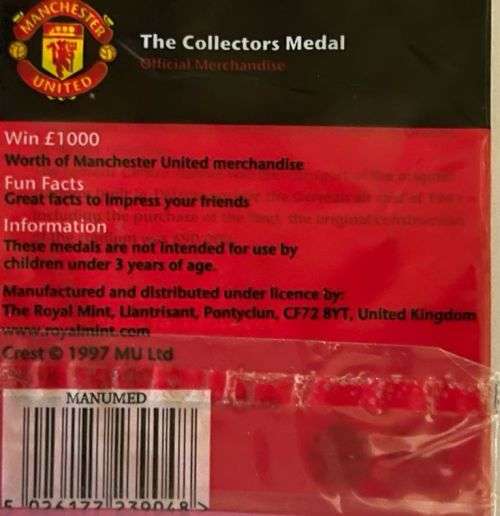 MANCHESTER
UNITED
The Collectors Medal
Official Merchandise
Win £1000
Worth of Manchester United merchandise
Fun Facts
Great facts to impress your friends
Information
These medals are not intended for use by
children under 3 years of age.
Manufactured and distributed under licence by:
The Royal Mint, Llantrisant, Pontyclun, CF72 8YT, United Kingdom
www.royalmint.com
Crest © 1997 MU Ltd
MANUMED
5 026177 239048 >